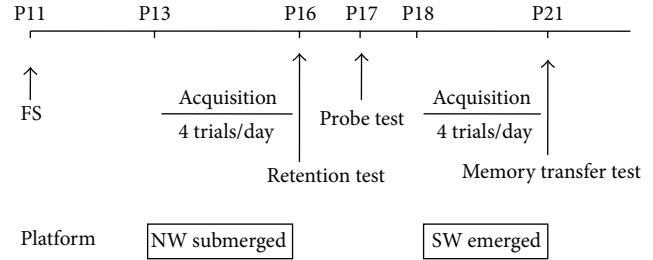 P11 P13 P16 P17 P18 P21
FS
Acquisition
4 trials/day
Retention test
Probe test
Acquisition
4 trials/day
Memory transfer test
Platform
NW submerged
SW emerged